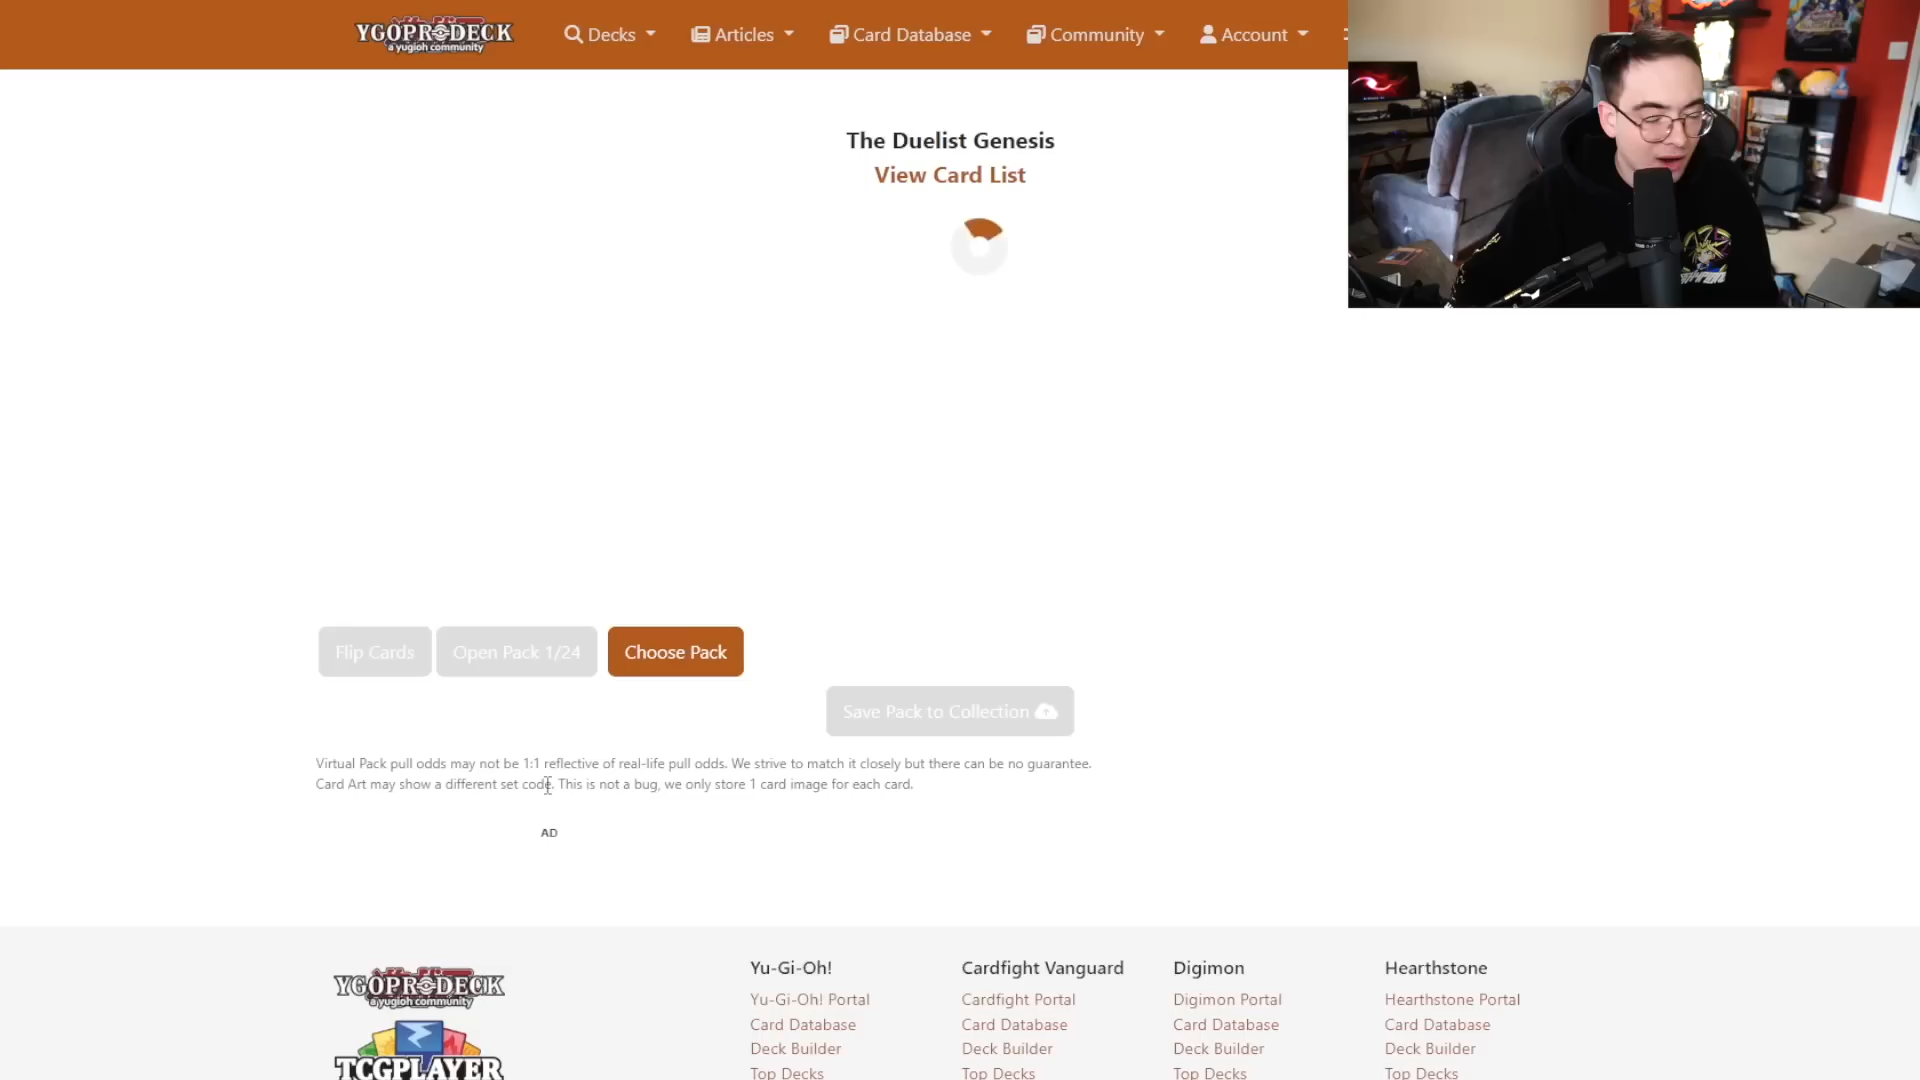 YGOPRODECK
a yugioh community
Decks
Articles
Card Database
Community
Account
The Duelist Genesis
View Card List
Flip Cards
Open Pack 1/24
Choose Pack
Save Pack to Collection
Virtual Pack pull odds may not be 1:1 reflective of real-life pull odds. We strive to match it closely but there can be no guarantee.
Card Art may show a different set code. This is not a bug, we only store 1 card image for each card.
AD
YGOPRODECK
a yugioh community
TCGPLAYER
Yu-Gi-Oh!
Yu-Gi-Oh! Portal
Card Database
Deck Builder
Top Decks
Cardfight Vanguard
Cardfight Portal
Card Database
Deck Builder
Top Decks
Digimon
Digimon Portal
Card Database
Deck Builder
Top Decks
Hearthstone
Hearthstone Portal
Card Database
Deck Builder
Top Decks